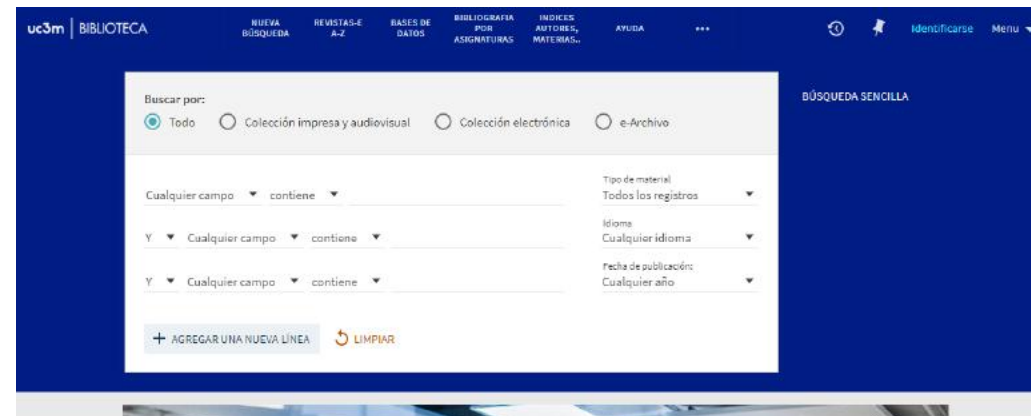 uc3m | BIBLIOTECA
NUEVA
BÚSQUEDA
REVISTAS-E
A-Z
BASES DE
DATOS
BIBLIOGRAFIA
POR
ASIGNATURAS
INDICES
AUTORES,
MATERIAS..
AYUDA
•••
Identificarse
Menu
BÚSQUEDA SENCILLA
Buscar por:
Todo
Colección impresa y audiovisual
Colección electrónica
e-Archivo
Cualquier campo contiene
Tipo de material
Todos los registros
Y Cualquier campo contiene
Idioma
Cualquier idioma
Y Cualquier campo contiene
Fecha de publicación:
Cualquier año
+ AGREGAR UNA NUEVA LÍNEA
LIMPIAR